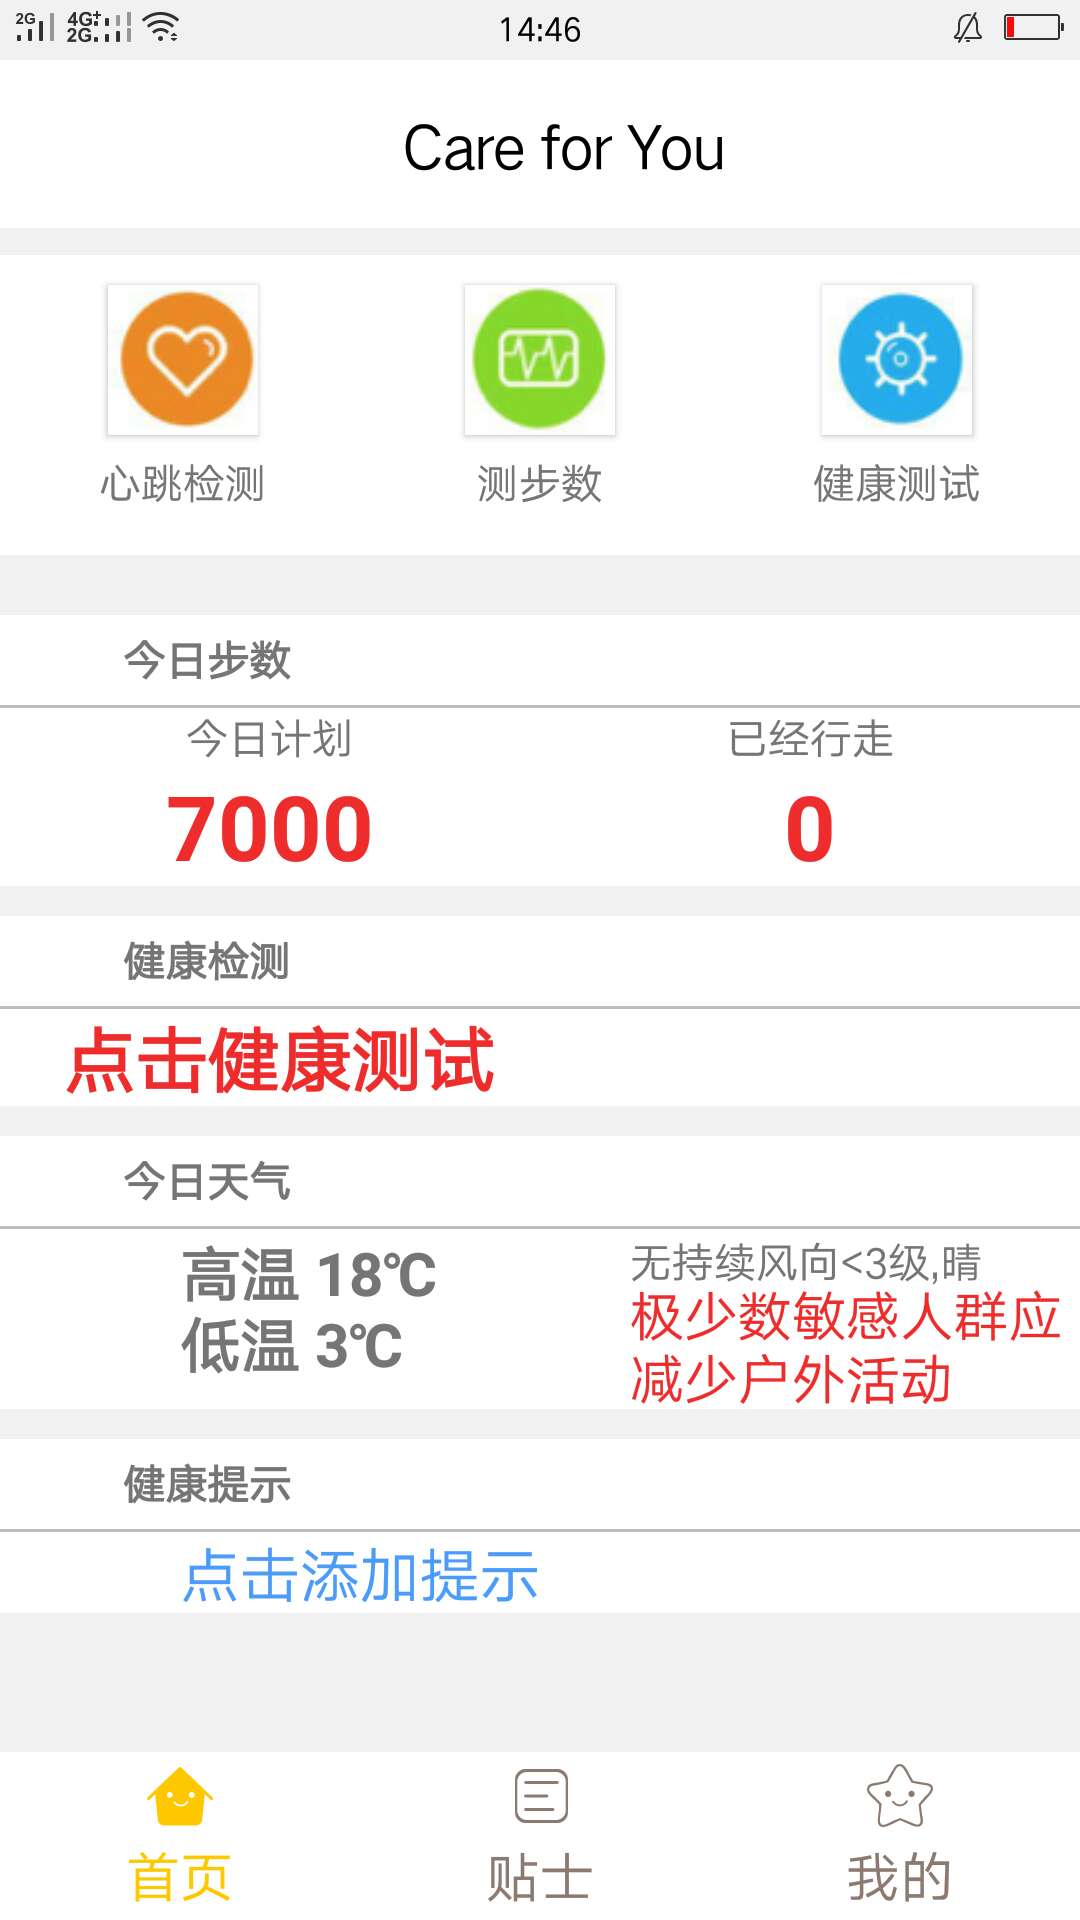 2G 4G+ 2G 14:46
Care for You
心跳检测 测步数 健康测试
今日步数
今日计划 已经行走
7000 0
健康检测
点击健康测试
今日天气
高温 18℃
低温 3℃
无持续风向<3级,晴
极少数敏感人群应
减少户外活动
健康提示
点击添加提示
首页 贴士 我的